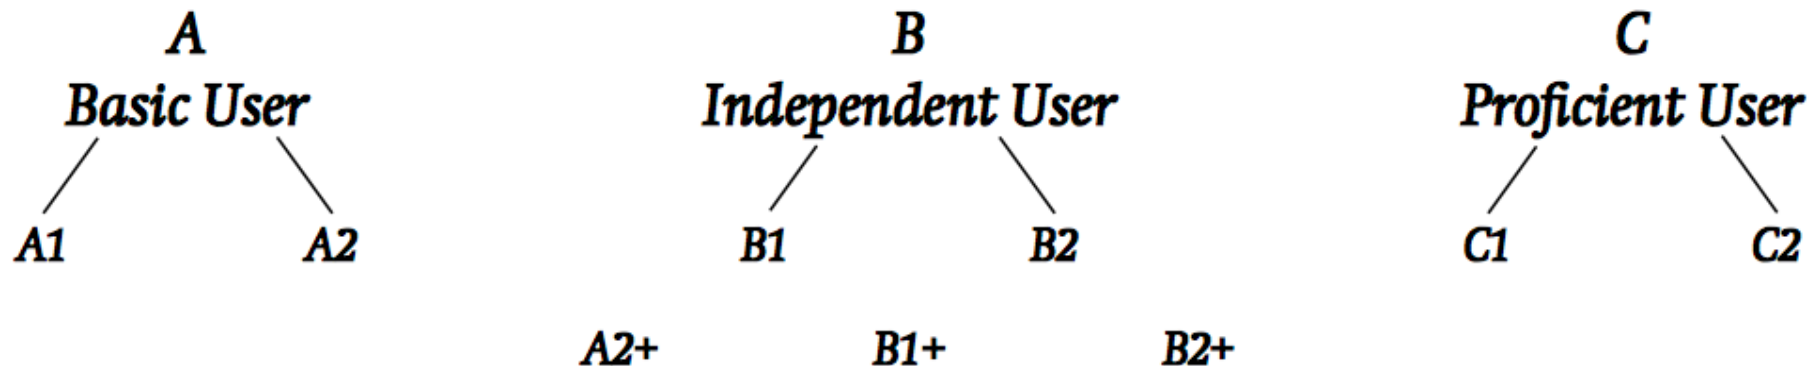 A B C
Basic User Independent User Proficient User
A1 A2 B1 B2 C1 C2
A2+ B1+ B2+